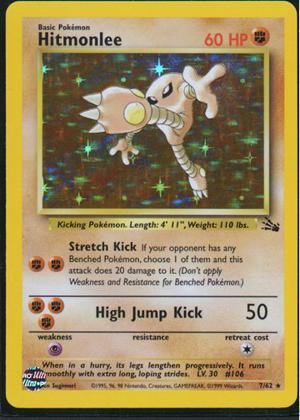 Basic Pokémon
Hitmonlee
60 HP
Kicking Pokémon. Length: 4' 11", Weight: 110 lbs.
Stretch Kick If your opponent has any
Benched Pokémon, choose 1 of them and this
attack does 20 damage to it. (Don't apply
Weakness and Resistance for Benched Pokémon.)
High Jump Kick 50
weakness resistance retreat cost
When in a hurry, its legs lengthen progressively. It runs
smoothly with extra long, loping strides. LV. 30 #106
Sugimori ©1995, 96, 98 Nintendo, Creatures, GAMEFREAK. ©1999 Wizards. 7/62